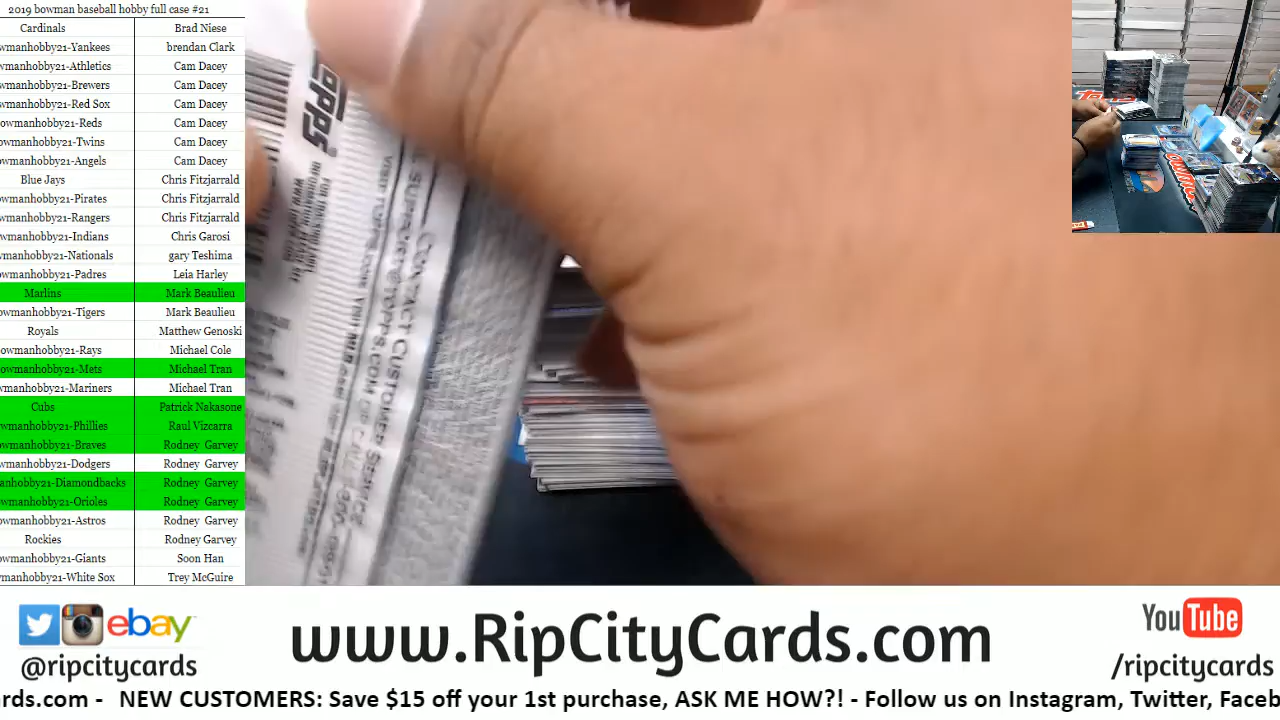 2019 bowman baseball hobby full case #21
Cardinals Brad Niese
wmanhobby21-Yankees brendan Clark
owmanhobby21-Athletics Cam Dacey
owmanhobby21-Brewers Cam Dacey
owmanhobby21-Red Sox Cam Dacey
owmanhobby21-Reds Cam Dacey
owmanhobby21-Twins Cam Dacey
owmanhobby21-Angels Cam Dacey
Blue Jays Chris Fitzjarrald
owmanhobby21-Pirates Chris Fitzjarrald
owmanhobby21-Rangers Chris Fitzjarrald
owmanhobby21-Indians Chris Garosi
wmanhobby21-Nationals gary Teshima
owmanhobby21-Padres Leia Harley
Marlins Mark Beaulieu
owmanhobby21-Tigers Mark Beaulieu
Royals Matthew Genoski
owmanhobby21-Rays Michael Cole
owmanhobby21-Mets Michael Tran
wmanhobby21-Mariners Michael Tran
Cubs Patrick Nakasone
wmanhobby21-Phillies Raul Vizcarra
owmanhobby21-Braves Rodney Garvey
wmanhobby21-Dodgers Rodney Garvey
anhobby21-Diamondbacks Rodney Garvey
owmanhobby21-Orioles Rodney Garvey
owmanhobby21-Astros Rodney Garvey
Rockies Rodney Garvey
owmanhobby21-Giants Soon Han
manhobby21-White Sox Trey McGuire
topps
CONTACT CUSTOMER SERVICE
ebay
@ripcitycards
www.RipCityCards.com
YouTube
/ripcitycards
rds.com - NEW CUSTOMERS: Save $15 off your 1st purchase, ASK ME HOW?! - Follow us on Instagram, Twitter, Faceb